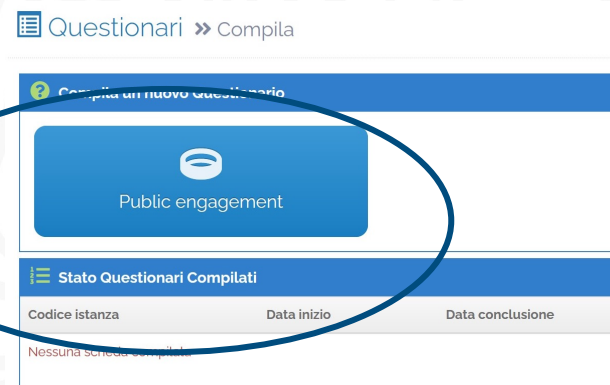 Questionari » Compila
Compila un nuovo Questionario
Public engagement
Stato Questionari Compilati
Codice istanza Data inizio Data conclusione
Nessuna scheda compilata